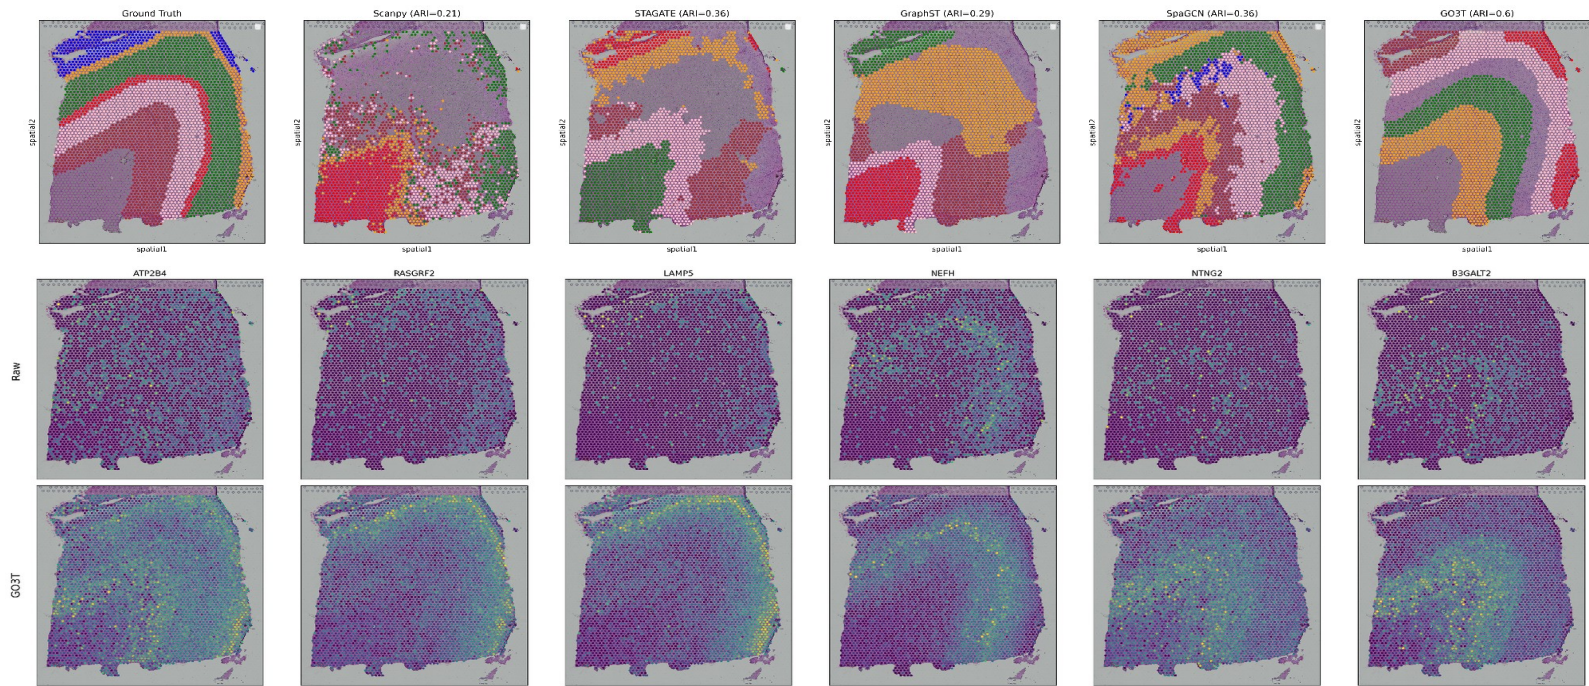 Ground Truth
Scanpy (ARI=0.21)
STAGATE (ARI=0.36)
GraphST (ARI=0.29)
SpaGCN (ARI=0.36)
GO3T (ARI=0.6)
spatial2
spatial2
spatial2
spatial2
spatial2
spatial2
spatial1
spatial1
spatial1
spatial1
spatial1
spatial1
ATP2B4
RASGRF2
LAMP5
NEFH
NTNG2
B3GALT2
Raw
GO3T